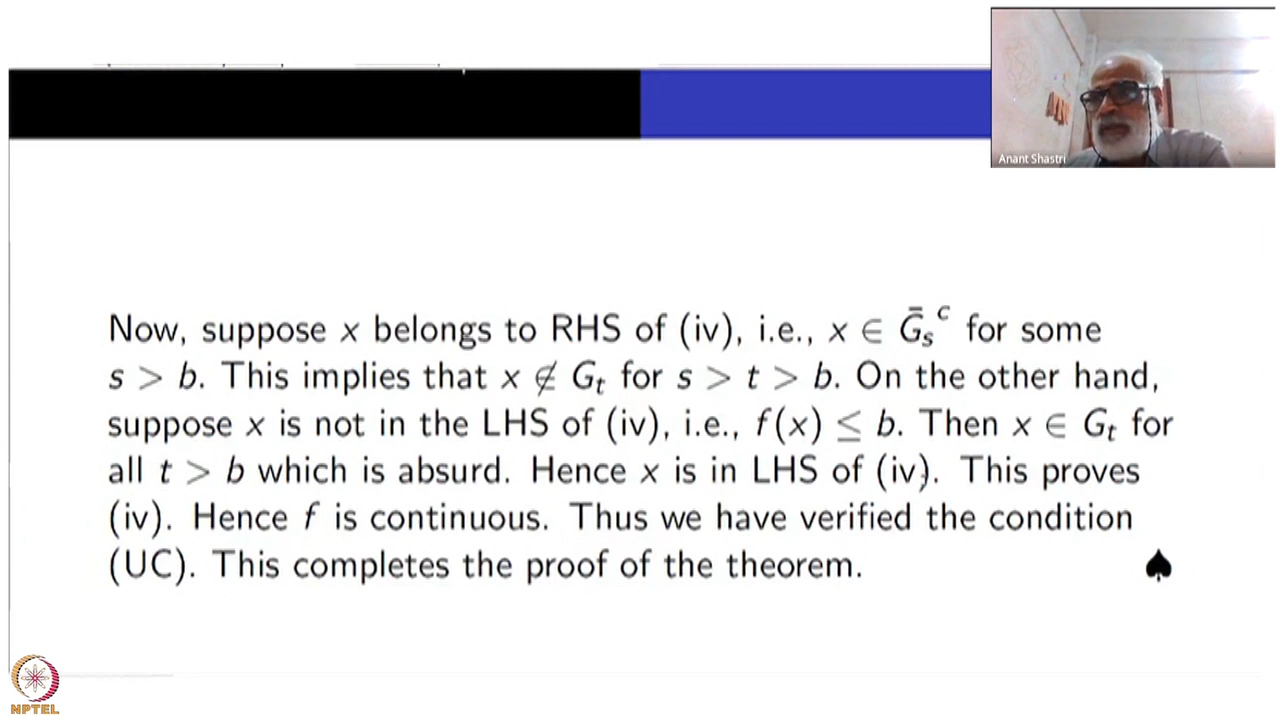 Anant Shastri
Now, suppose x belongs to RHS of (iv), i.e., x ∈ Ḡₛᶜ for some
s > b. This implies that x ∉ Gₜ for s > t > b. On the other hand,
suppose x is not in the LHS of (iv), i.e., f(x) ≤ b. Then x ∈ Gₜ for
all t > b which is absurd. Hence x is in LHS of (iv). This proves
(iv). Hence f is continuous. Thus we have verified the condition
(UC). This completes the proof of the theorem. ♠
NPTEL